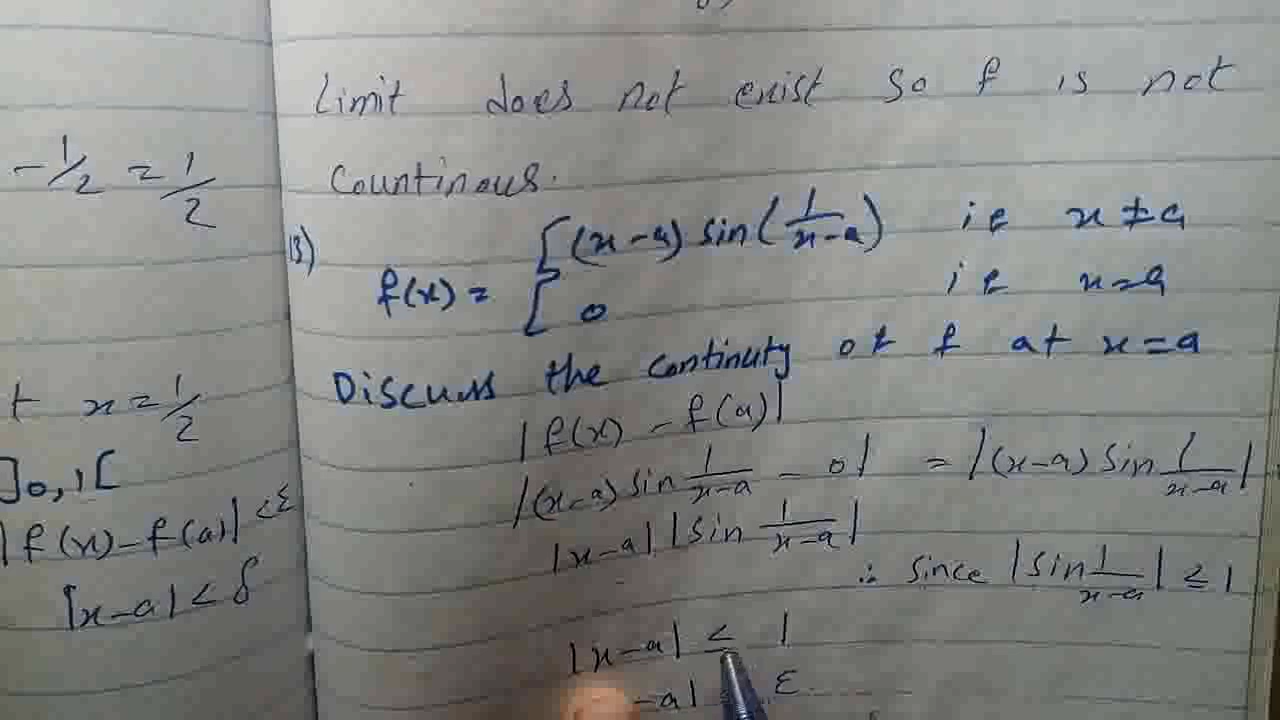 -1/2 = 1/2
t x = 1/2
]0,1[
|f(x)-f(a)| <ε
|x-a| < δ
Limit does not exist so f is not
Countinous.
13)
f(x) = [ (x-a) sin(1/x-a) if x ≠ a
[ 0 if x=a
Discuss the continuty of f at x=a
|f(x) - f(a)|
|(x-a) sin 1/x-a - 0| = |(x-a) Sin 1/x-a|
|x-a| |Sin 1/x-a|
∴ Since |Sin 1/x-a| ≤ 1
|x-a| ≤ 1
-a| ε